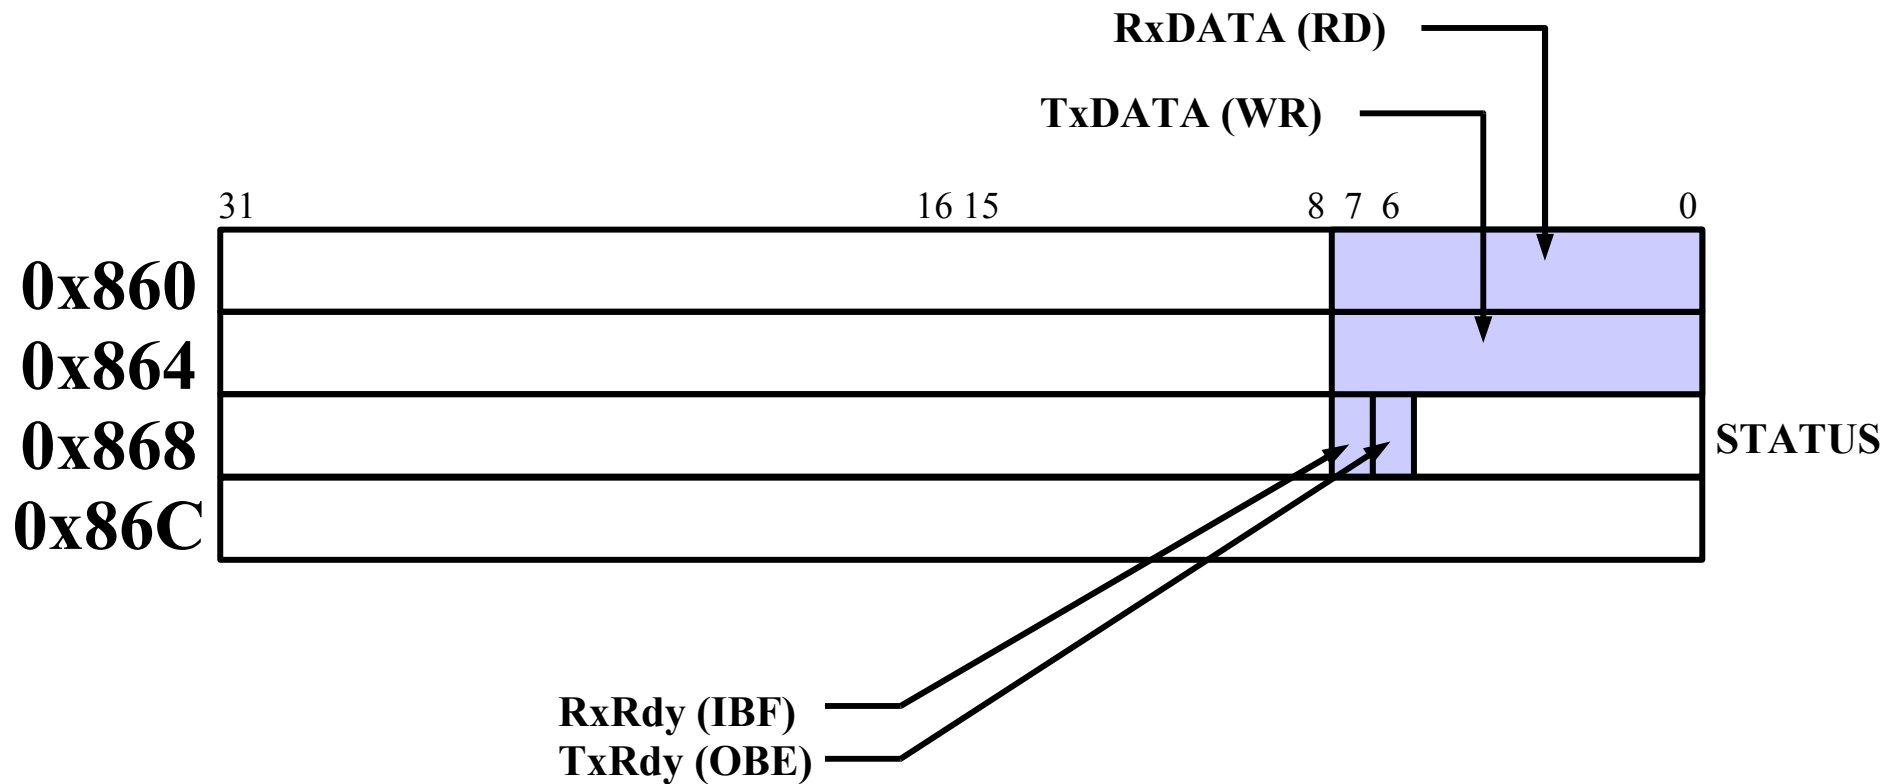 RxDATA (RD)
TxDATA (WR)
31 16 15 8 7 6 0
0x860
0x864
0x868 STATUS
0x86C
RxRdy (IBF)
TxRdy (OBE)